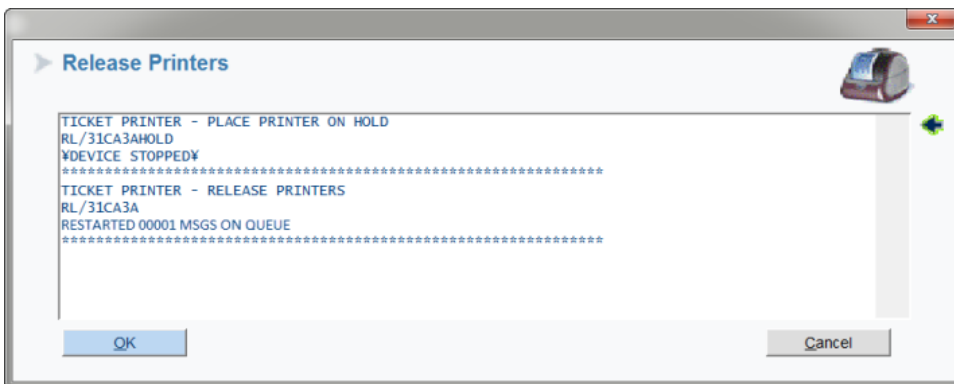 Release Printers
TICKET PRINTER - PLACE PRINTER ON HOLD
RL/31CA3AHOLD
¥DEVICE STOPPED¥
***************************************************************
TICKET PRINTER - RELEASE PRINTERS
RL/31CA3A
RESTARTED 00001 MSGS ON QUEUE
***************************************************************
OK
Cancel